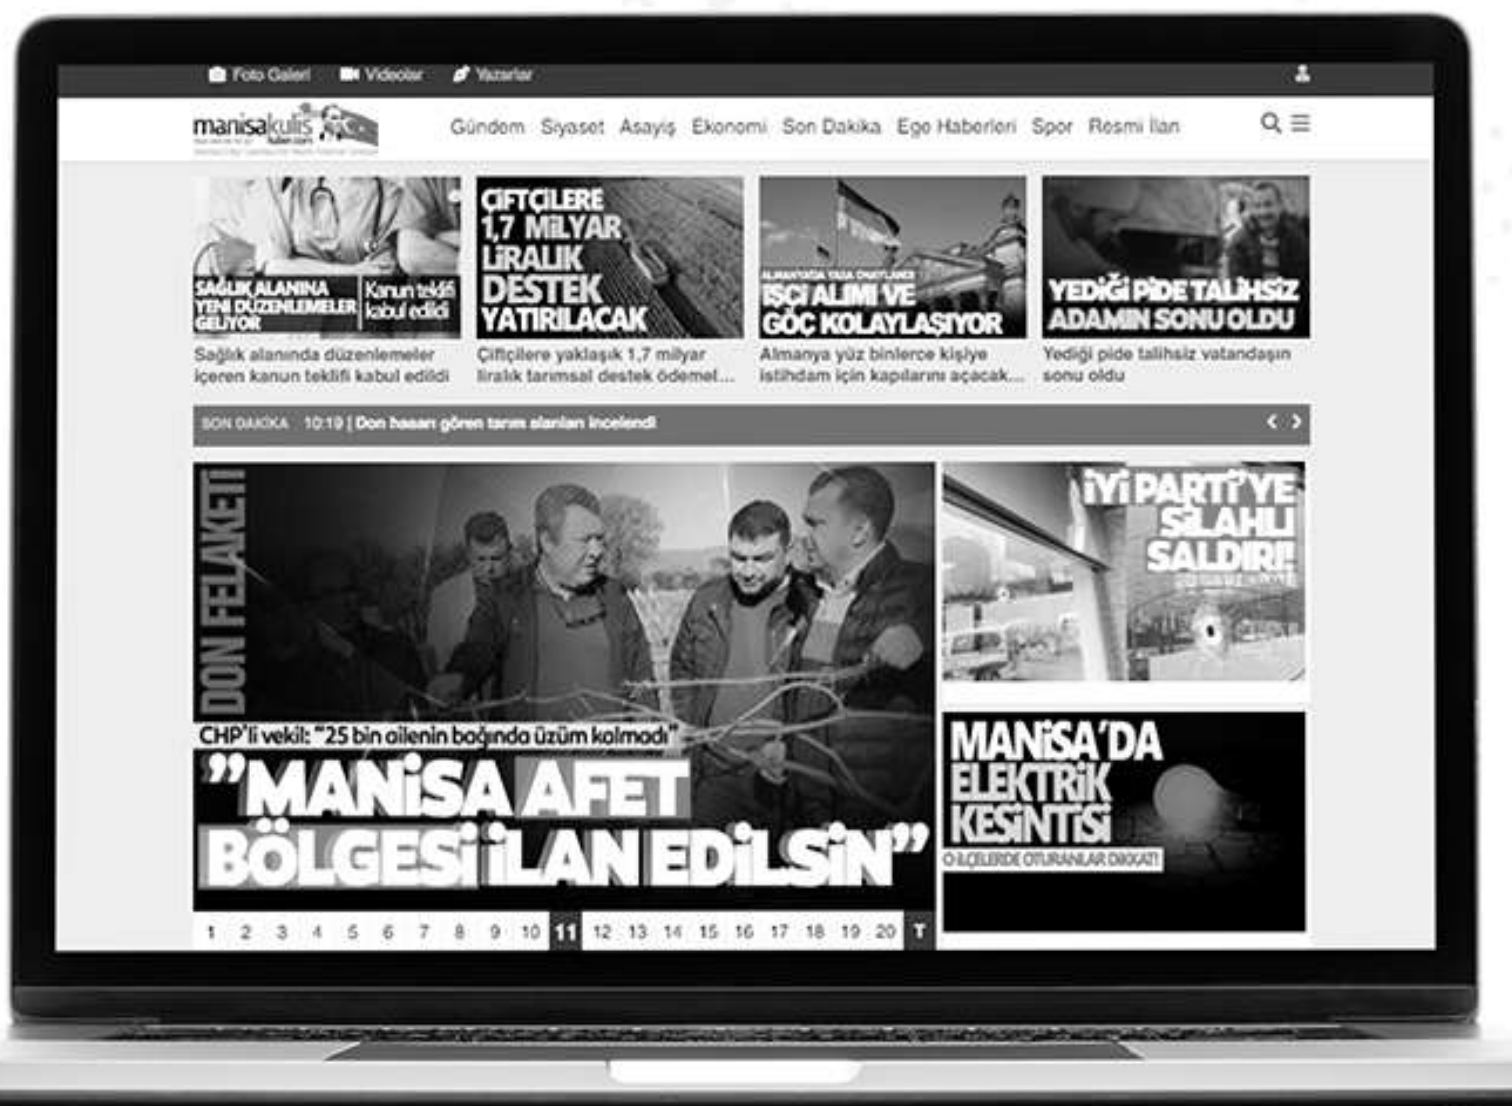 Foto Galeri Videolar Yazarlar
manisakulis
haber.com
Gündem Siyaset Asayiş Ekonomi Son Dakika Ege Haberleri Spor Resmi İlan
SAĞLIK ALANINA
YENİ DÜZENLEMELER
GELİYOR
Kanun teklifi
kabul edildi
Sağlık alanında düzenlemeler
içeren kanun teklifi kabul edildi
ÇİFTÇİLERE
1,7 MİLYAR
LİRALIK
DESTEK
YATIRILACAK
Çiftçilere yaklaşık 1,7 milyar
liralık tarımsal destek ödemel...
ALMANYA'DA YASA ONAYLANDI
İŞÇİ ALIMI VE
GÖÇ KOLAYLAŞIYOR
Almanya yüz binlerce kişiye
istihdam için kapılarını açacak...
YEDİĞİ PİDE TALİHSİZ
ADAMIN SONU OLDU
Yediği pide talihsiz vatandaşın
sonu oldu
SON DAKİKA 10:19 | Don hasarı gören tarım alanları incelendi
DON FELAKETİ
CHP'li vekil: "25 bin ailenin bağında üzüm kalmadı"
"MANİSA AFET
BÖLGESİ İLAN EDİLSİN"
1 2 3 4 5 6 7 8 9 10 11 12 13 14 15 16 17 18 19 20 T
İYİ PARTİ'YE
SİLAHLI
SALDIRI!
MANİSA'DA
ELEKTRİK
KESİNTİSİ
O İLÇELERDE OTURANLAR DİKKAT!